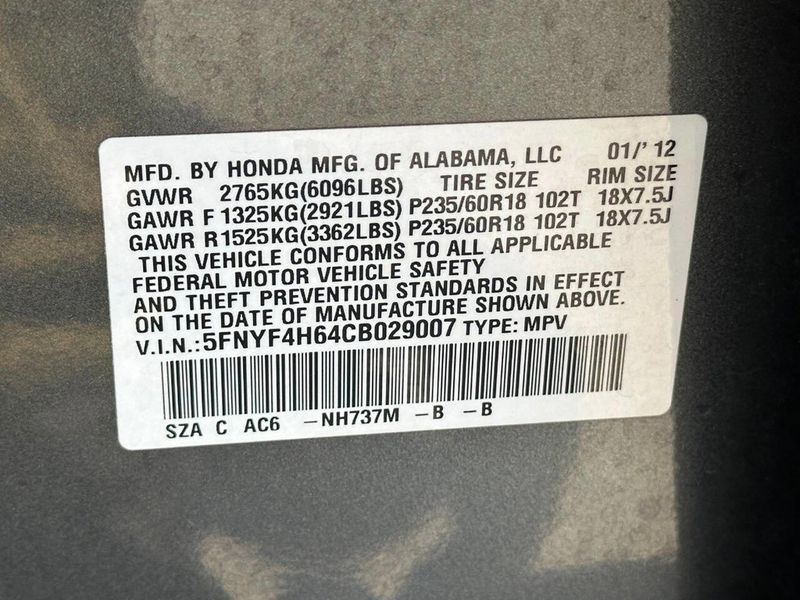 MFD. BY HONDA MFG. OF ALABAMA, LLC 01/'12
GVWR 2765KG(6096LBS) TIRE SIZE RIM SIZE
GAWR F 1325KG(2921LBS) P235/60R18 102T 18X7.5J
GAWR R 1525KG(3362LBS) P235/60R18 102T 18X7.5J
THIS VEHICLE CONFORMS TO ALL APPLICABLE
FEDERAL MOTOR VEHICLE SAFETY
AND THEFT PREVENTION STANDARDS IN EFFECT
ON THE DATE OF MANUFACTURE SHOWN ABOVE.
V.I.N.:5FNYF4H64CB029007 TYPE: MPV
SZA C AC6 -NH737M -B -B